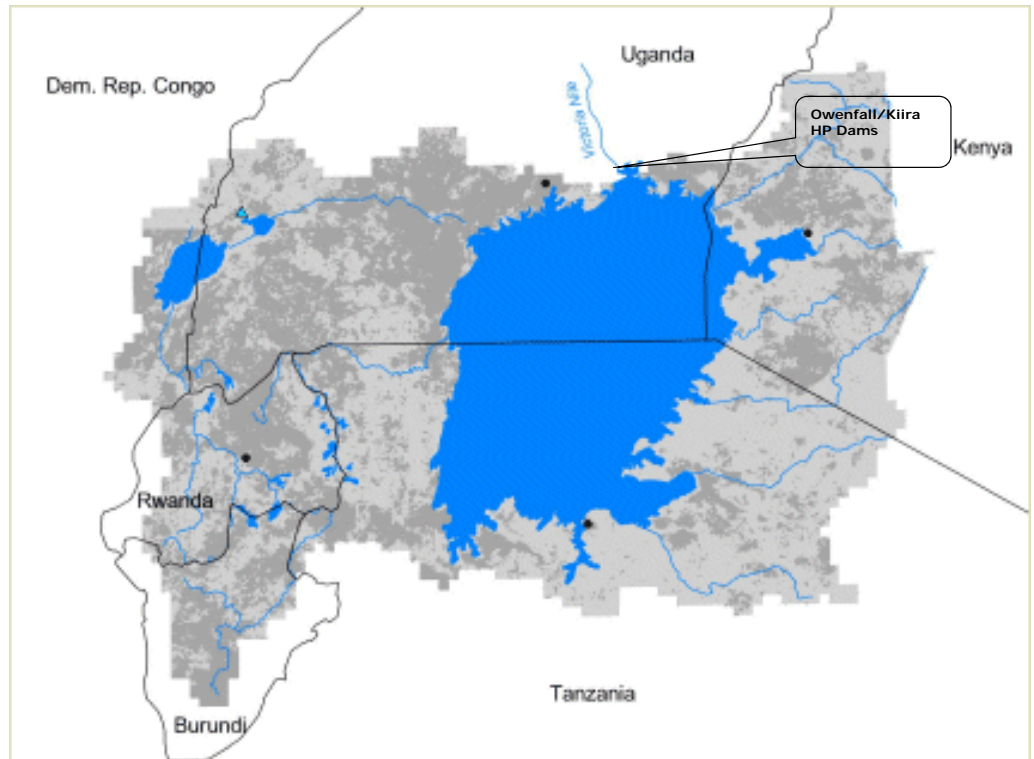 Uganda
Dem. Rep. Congo
Victoria Nile
Owenfall/Kiira
HP Dams
Kenya
Rwanda
Tanzania
Burundi